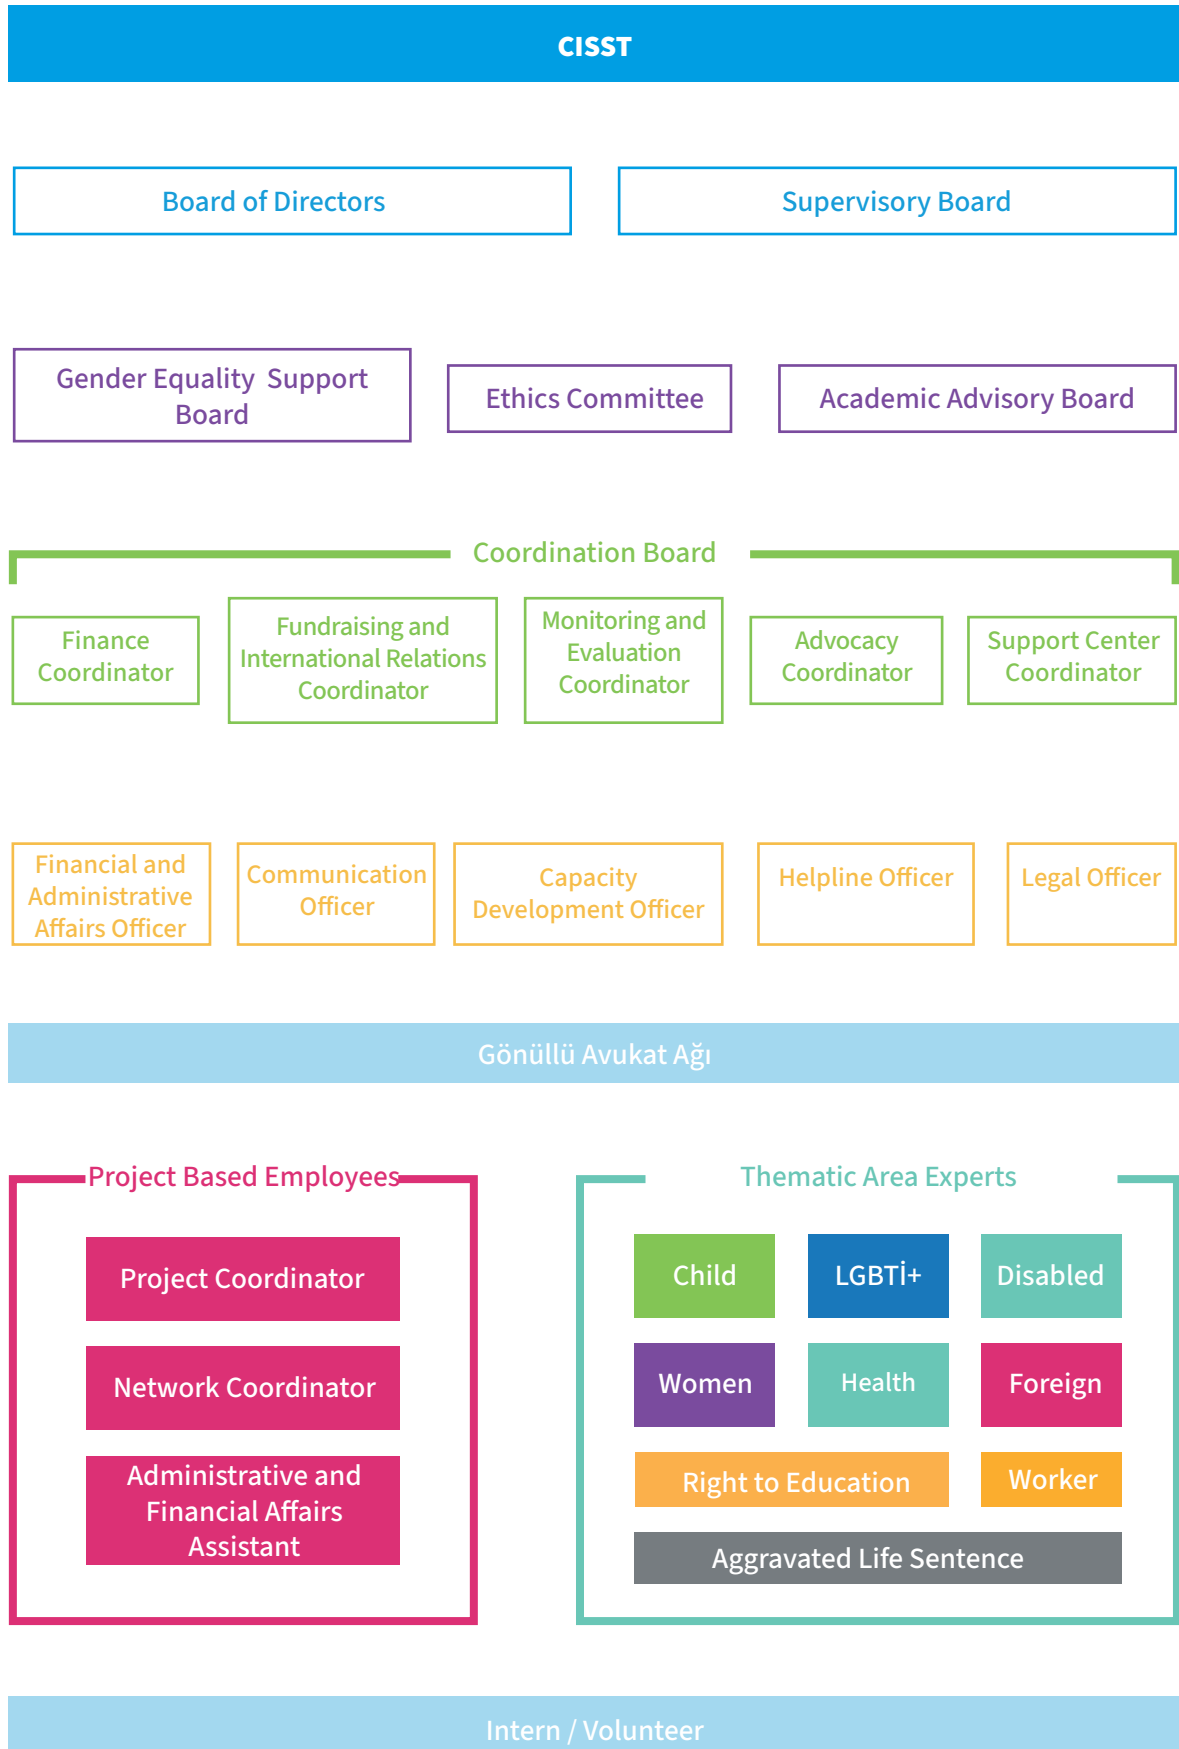 CISST
Board of Directors
Supervisory Board
Gender Equality Support
Board
Ethics Committee
Academic Advisory Board
Coordination Board
Finance
Coordinator
Fundraising and
International Relations
Coordinator
Monitoring and
Evaluation
Coordinator
Advocacy
Coordinator
Support Center
Coordinator
Financial and
Administrative
Affairs Officer
Communication
Officer
Capacity
Development Officer
Helpline Officer
Legal Officer
Gönüllü Avukat Ağı
Project Based Employees
Project Coordinator
Network Coordinator
Administrative and
Financial Affairs
Assistant
Thematic Area Experts
Child
LGBTİ+
Disabled
Women
Health
Foreign
Right to Education
Worker
Aggravated Life Sentence
Intern / Volunteer